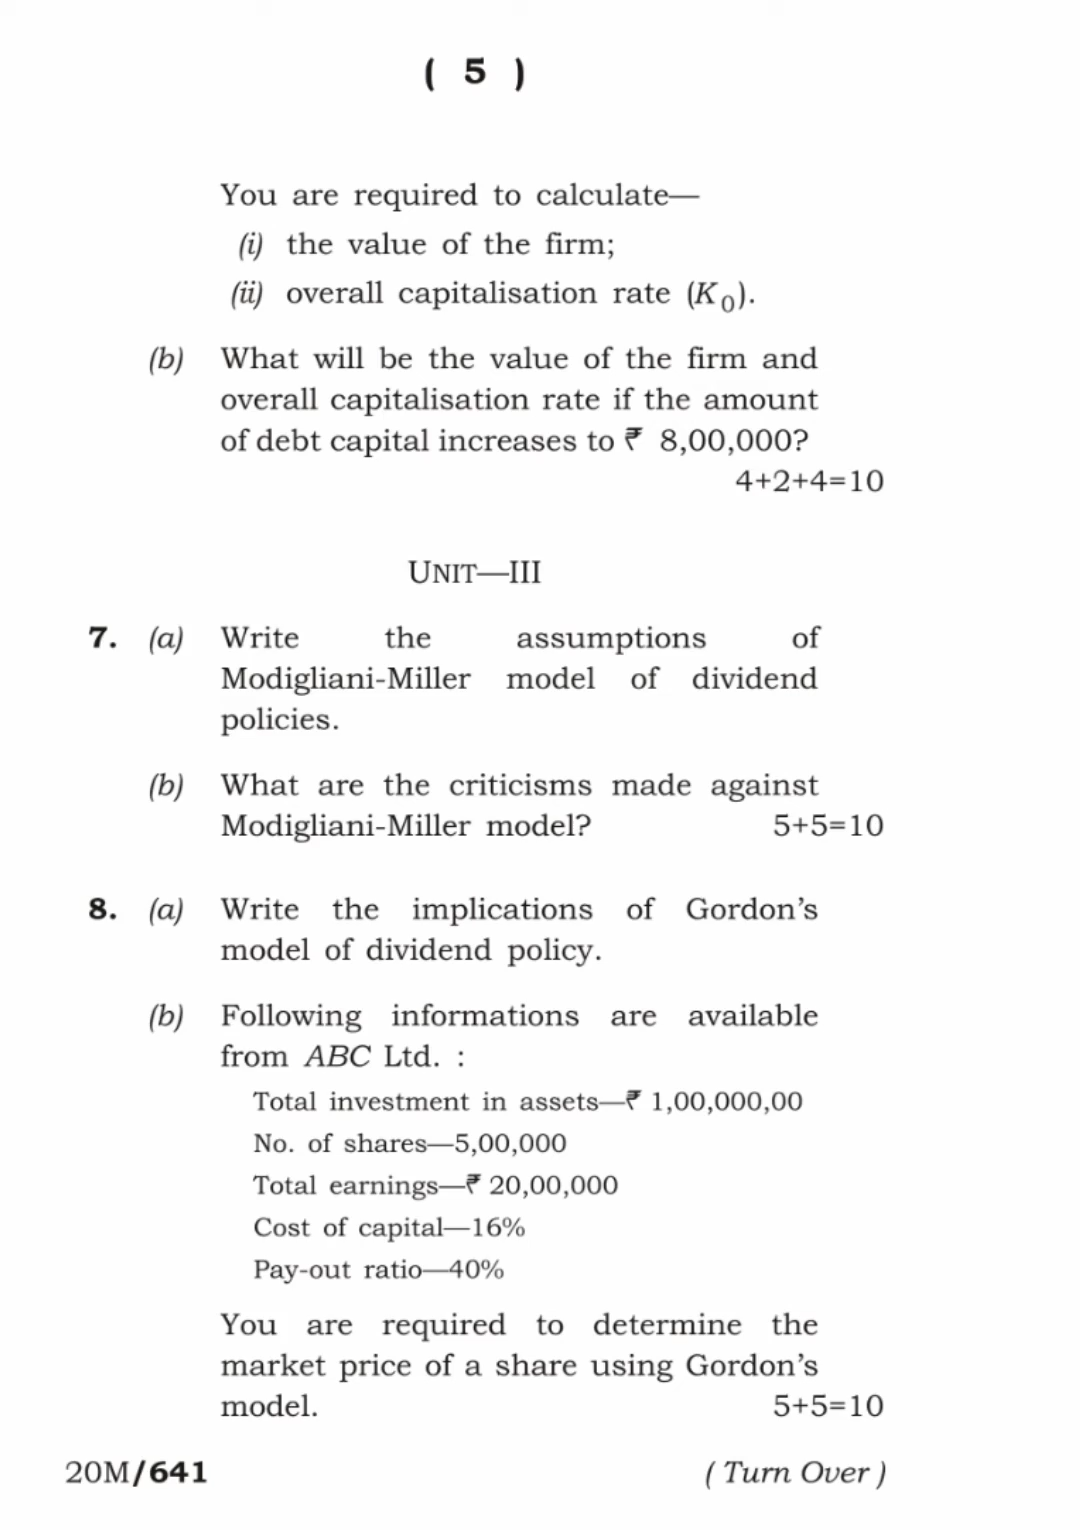 ( 5 )
You are required to calculate—
(i) the value of the firm;
(ii) overall capitalisation rate (K₀).
(b) What will be the value of the firm and
overall capitalisation rate if the amount
of debt capital increases to ₹ 8,00,000?
4+2+4=10
UNIT—III
7. (a) Write the assumptions of
Modigliani-Miller model of dividend
policies.
(b) What are the criticisms made against
Modigliani-Miller model? 5+5=10
8. (a) Write the implications of Gordon's
model of dividend policy.
(b) Following informations are available
from ABC Ltd. :
Total investment in assets—₹ 1,00,000,00
No. of shares—5,00,000
Total earnings—₹ 20,00,000
Cost of capital—16%
Pay-out ratio—40%
You are required to determine the
market price of a share using Gordon's
model. 5+5=10
20M/641 ( Turn Over )